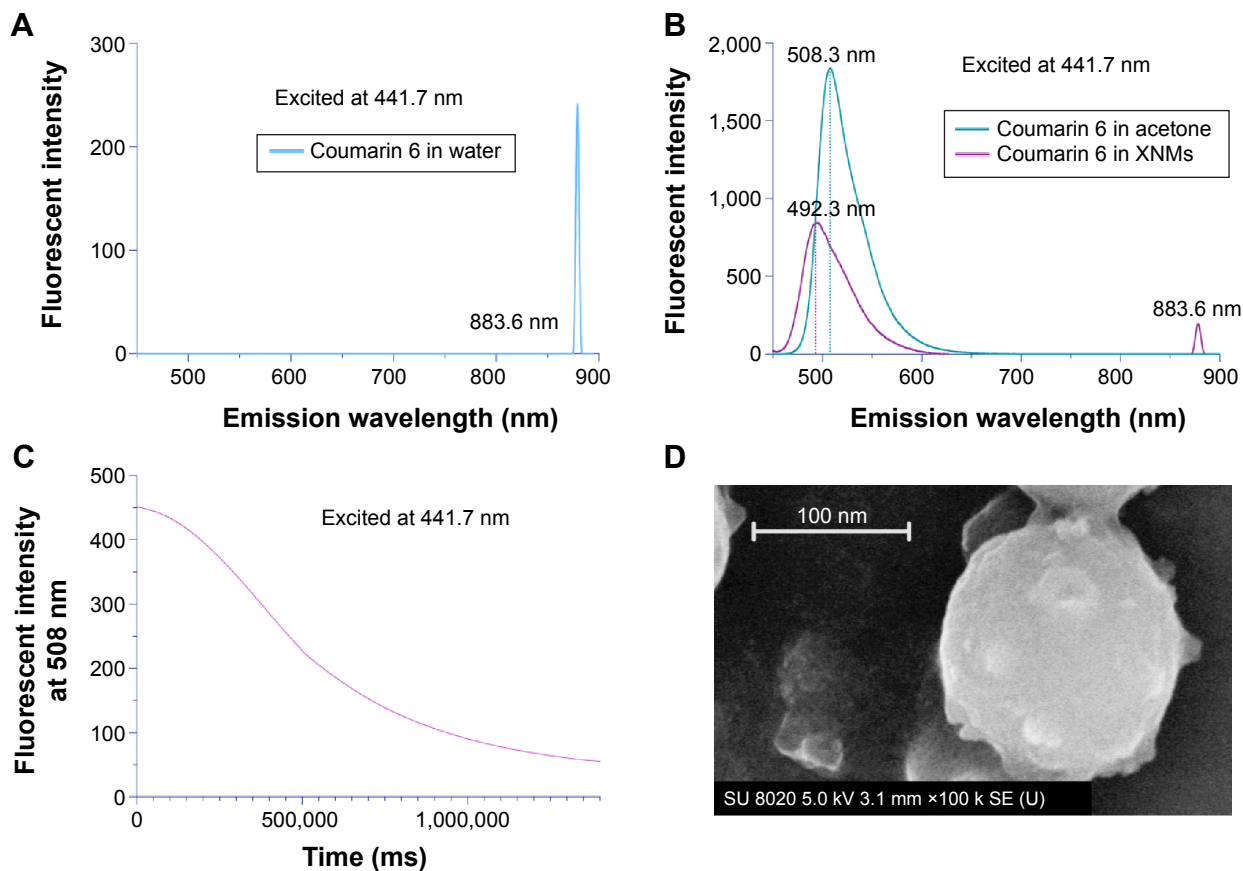 A
Fluorescent intensity
300
200
100
0
Excited at 441.7 nm
Coumarin 6 in water
883.6 nm
500 600 700 800 900
Emission wavelength (nm)
B
Fluorescent intensity
2,000
1,500
1,000
500
0
508.3 nm
Excited at 441.7 nm
Coumarin 6 in acetone
Coumarin 6 in XNMs
492.3 nm
883.6 nm
500 600 700 800 900
Emission wavelength (nm)
C
Fluorescent intensity
at 508 nm
500
400
300
200
100
0
Excited at 441.7 nm
0 500,000 1,000,000
Time (ms)
D
100 nm
SU 8020 5.0 kV 3.1 mm ×100 k SE (U)